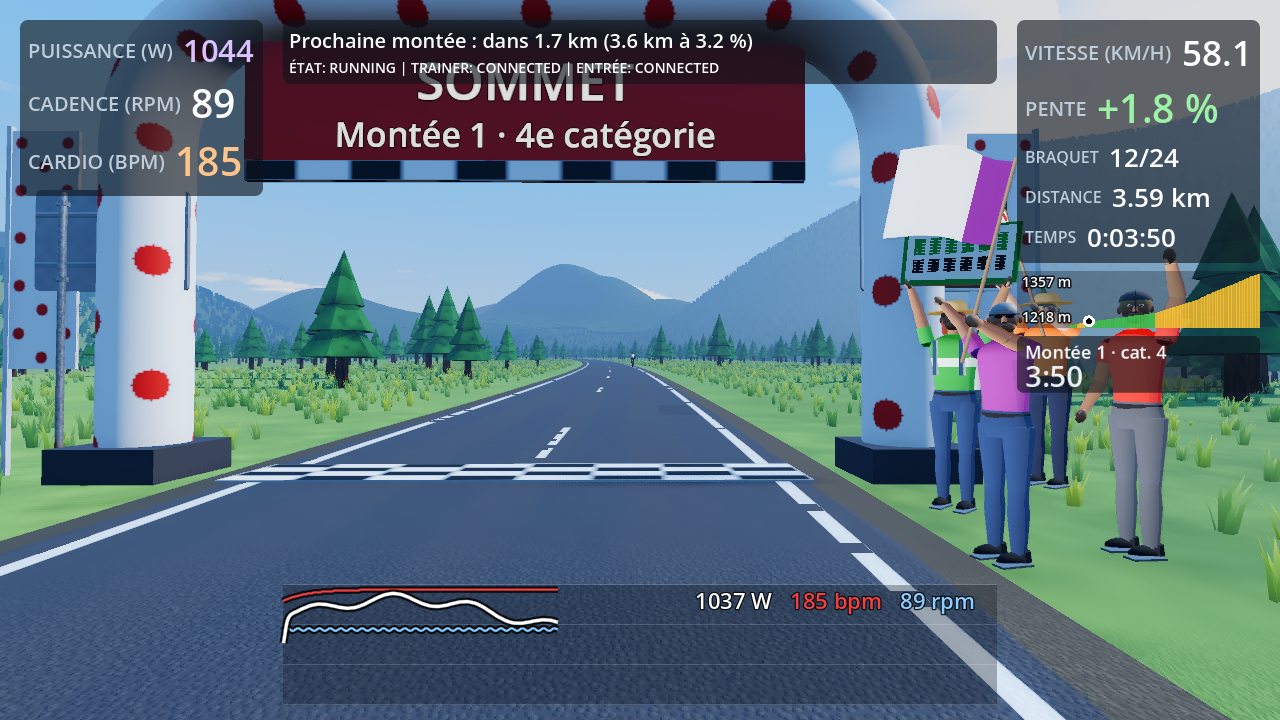 PUISSANCE (W) 1044
CADENCE (RPM) 89
CARDIO (BPM) 185
Prochaine montée : dans 1.7 km (3.6 km à 3.2 %)
ÉTAT: RUNNING | TRAINER: CONNECTED | ENTRÉE: CONNECTED
SOMMET
Montée 1 · 4e catégorie
VITESSE (KM/H) 58.1
PENTE +1.8 %
BRAQUET 12/24
DISTANCE 3.59 km
TEMPS 0:03:50
1357 m
1218 m
Montée 1 · cat. 4
3:50
1037 W 185 bpm 89 rpm